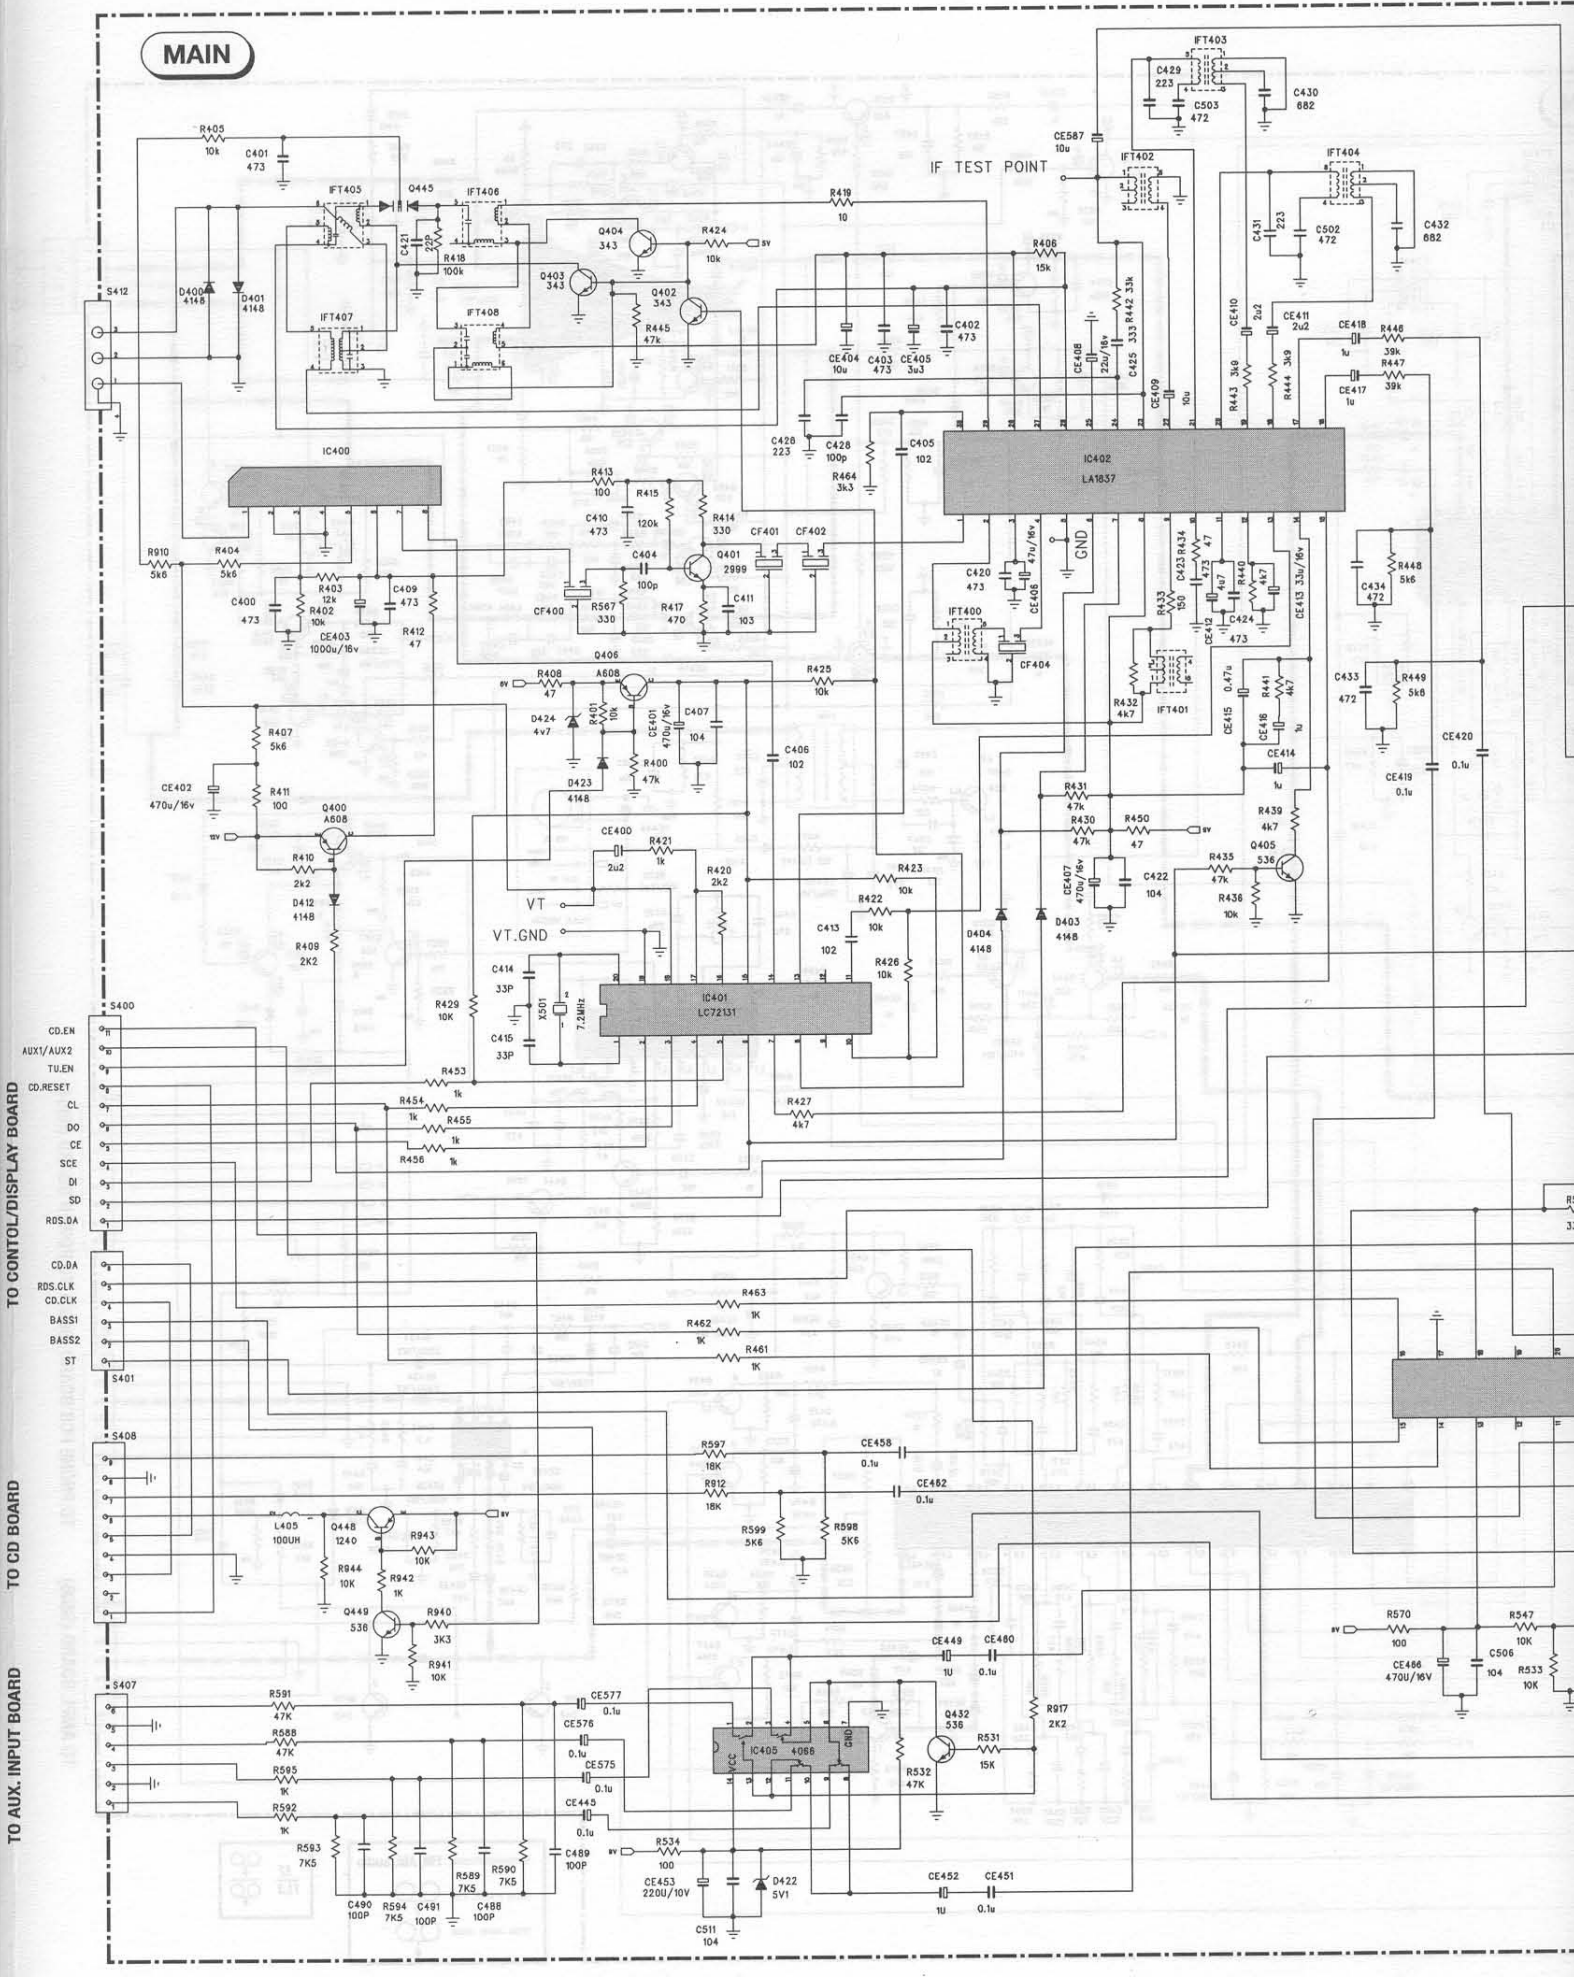 MAIN
IFT403
C429
223
C503
472
C430
682
CE587
10u
IF TEST POINT
IFT402
IFT404
C431
223
C502
472
C432
682
R405
10k
C401
473
IFT405
Q445
IFT406
C421
22P
R418
100k
R419
10
Q404
343
R424
10k
8V
Q403
343
Q402
343
R445
47k
R406
15k
R442 33k
C425 333
CE408
22u/16v
CE409
10u
CE410
2u2
CE411
2u2
CE418
1u
R446
39k
R447
39k
CE417
1u
R443 3k9
R444 3k9
S412
D400
4148
D401
4148
IFT407
IFT408
CE404
10u
C403
473
CE405
3u3
C402
473
C426
223
C428
100p
R464
3k3
C405
102
IC402
LA1837
IC400
R413
100
R415
120k
R414
330
C410
473
CF401
CF402
C404
100p
Q401
2999
CF400
R567
330
R417
470
C411
103
R910
5k6
R404
5k6
C400
473
R403
12k
R402
10k
CE403
1000u/16v
C409
473
R412
47
GND
C420
473
47u/16v
CE406
IFT400
CF404
R434
47
C423
473
R433
150
4u7
CE412
R440
4k7
C424
473
CE413 33u/16v
C434
472
R448
5k6
R432
4k7
IFT401
0.47u
CE415
R441
4k7
CE416
1u
CE414
1u
C433
472
R449
5k6
CE420
0.1u
CE419
0.1u
Q406
A608
R408
47
D424
4v7
R401
10k
CE401
470u/16v
C407
104
R425
10k
D423
4148
R400
47k
C406
102
R407
5k6
CE402
470u/16v
R411
100
12V
Q400
A608
R410
2k2
D412
4148
R409
2K2
CE400
2u2
R421
1k
R420
2k2
VT
VT.GND
R423
10k
R422
10k
C413
102
R426
10k
R431
47k
R430
47k
R450
47
8V
CE407
470u/16v
C422
104
D404
4148
D403
4148
R439
4k7
Q405
536
R435
47k
R436
10k
C414
33P
X501
7.2MHz
C415
33P
IC401
LC72131
R429
10K
S400
CD.EN
AUX1/AUX2
TU.EN
CD.RESET
CL
DO
CE
SCE
DI
SD
RDS.DA
R453
1k
R454
1k
R455
1k
R456
1k
R427
4k7
TO CONTOL/DISPLAY BOARD
CD.DA
RDS.CLK
CD.CLK
BASS1
BASS2
ST
S401
R463
1K
R462
1K
R461
1K
S408
TO CD BOARD
R597
18K
R912
18K
CE458
0.1u
CE462
0.1u
R599
5K6
R598
5K6
L405
100UH
Q448
1240
8V
R943
10K
R944
10K
R942
1K
Q449
536
R940
3K3
R941
10K
S407
TO AUX. INPUT BOARD
R591
47K
R588
47K
R595
1K
R592
1K
CE577
0.1u
CE576
0.1u
CE575
0.1u
CE445
0.1u
R593
7K5
C490
100P
R594
7K5
C491
100P
R589
7K5
C488
100P
R590
7K5
C489
100P
CE449
1U
CE460
0.1u
IC405
4066
VCC
GND
Q432
536
R531
15K
R532
47K
R917
2K2
8V
R534
100
CE453
220U/10V
C511
104
D422
5V1
CE452
1U
CE451
0.1u
8V
R570
100
CE466
470U/16V
C506
104
R547
10K
R533
10K